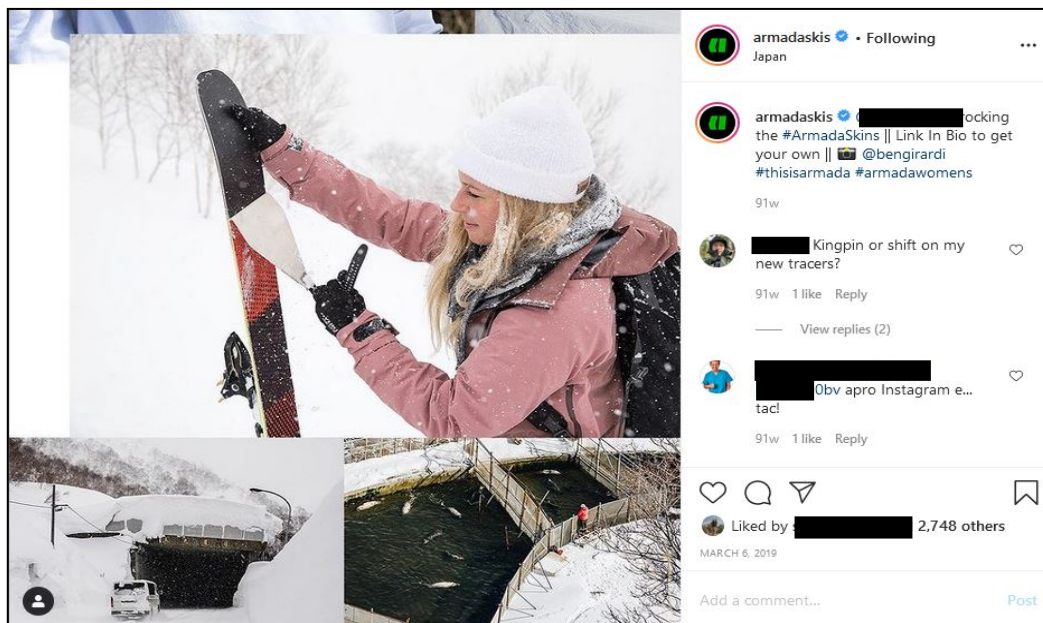 armadaskis • Following
Japan
armadaskis rocking
the #ArmadaSkins || Link In Bio to get
your own || 📸 @bengirardi
#thisisarmada #armadawomens
91w
Kingpin or shift on my
new tracers?
91w 1 like Reply
View replies (2)
0bv apro Instagram e...
tac!
91w 1 like Reply
Liked by 2,748 others
MARCH 6, 2019
Add a comment... Post